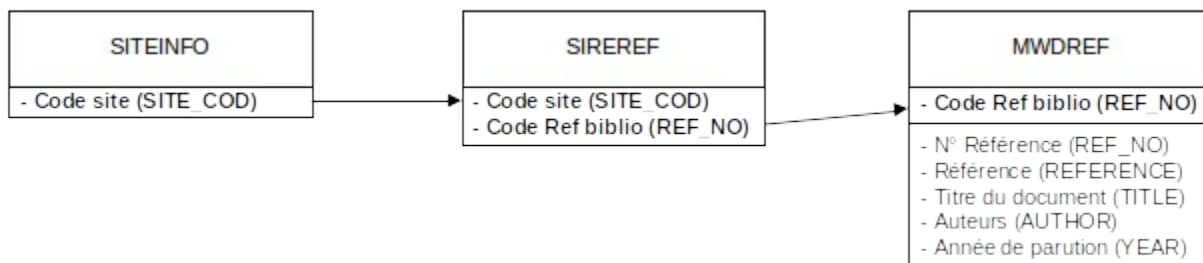 SITEINFO
- Code site (SITE_COD)
SIREREF
- Code site (SITE_COD)
- Code Ref biblio (REF_NO)
MWDREF
- Code Ref biblio (REF_NO)
- N° Référence (REF_NO)
- Référence (REFERENCE)
- Titre du document (TITLE)
- Auteurs (AUTHOR)
- Année de parution (YEAR)